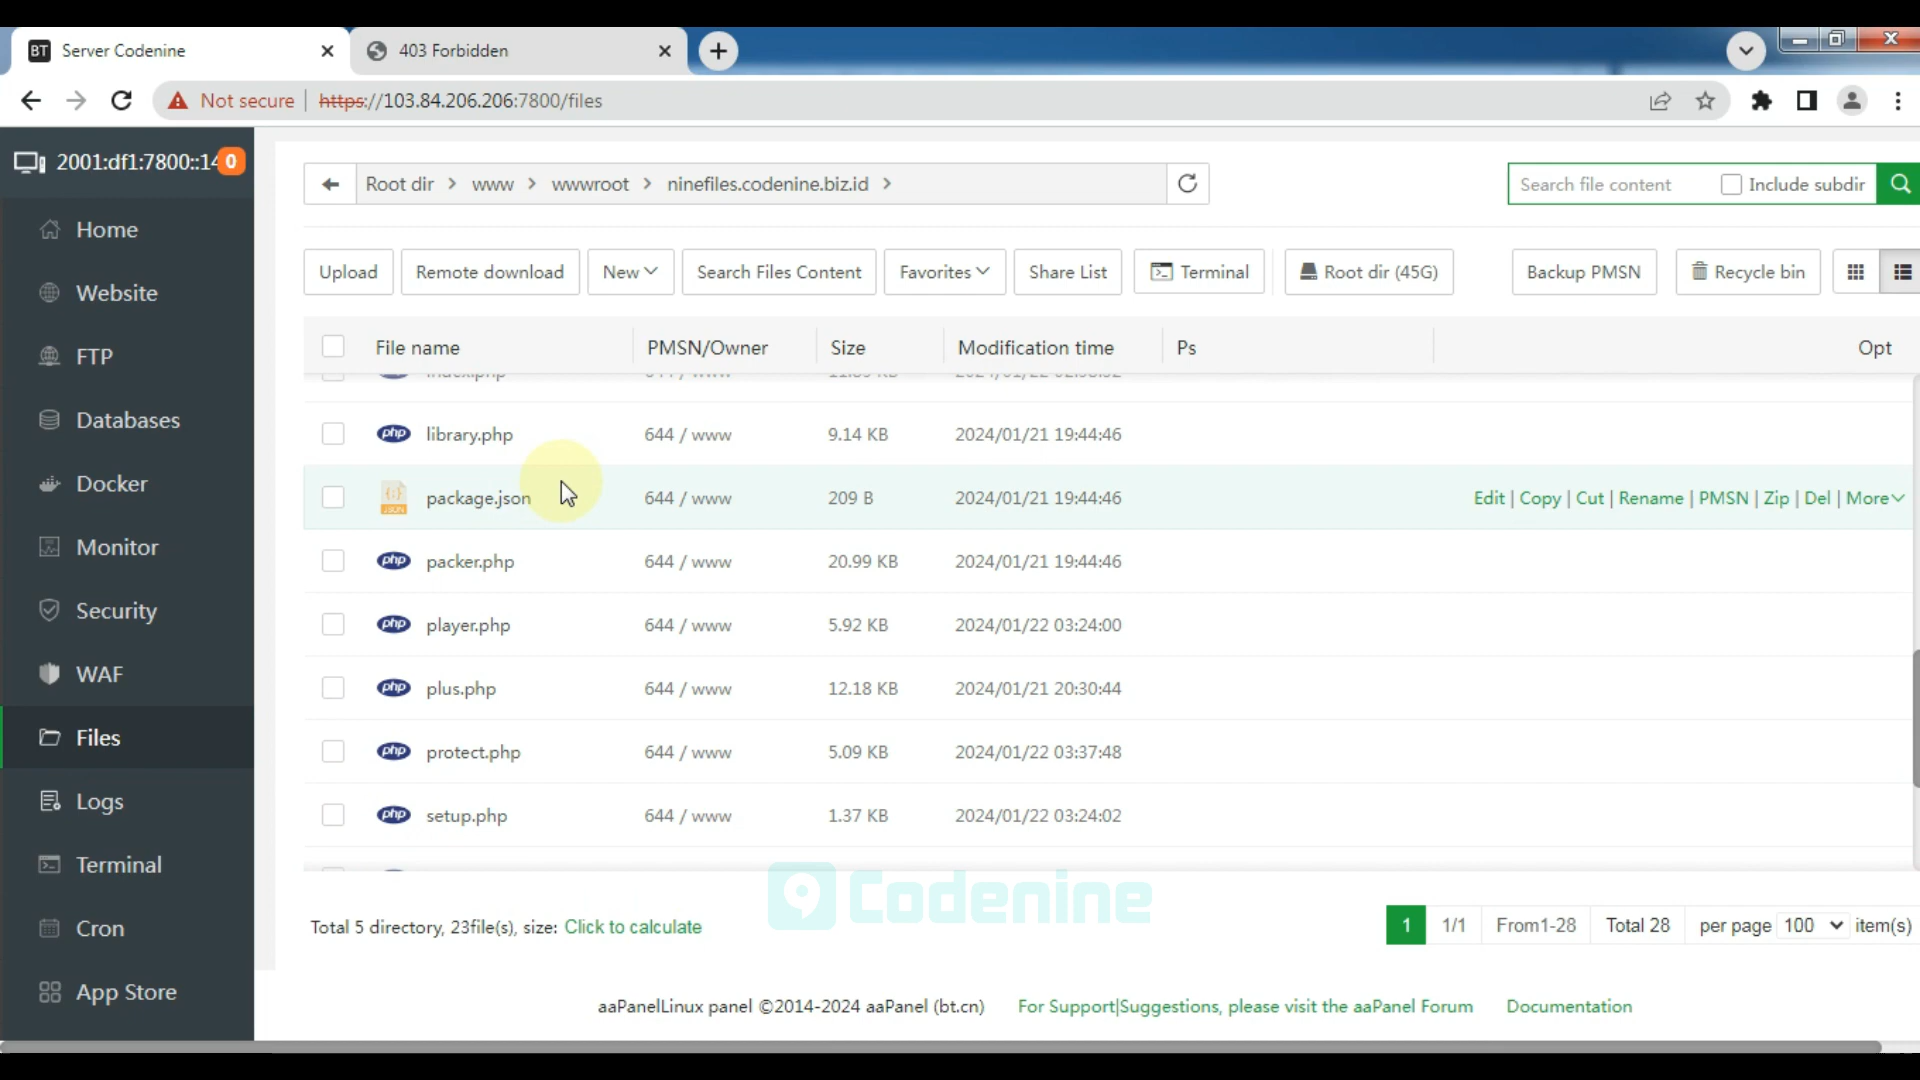 BT Server Codenine
403 Forbidden
Not secure https://103.84.206.206:7800/files
2001:df1:7800::14 0
Root dir > www > wwwroot > ninefiles.codenine.biz.id >
Search file content Include subdir
Home
Website
FTP
Databases
Docker
Monitor
Security
WAF
Files
Logs
Terminal
Cron
App Store
Upload Remote download New Search Files Content Favorites Share List Terminal Root dir (45G) Backup PMSN Recycle bin
File name PMSN/Owner Size Modification time Ps Opt
php library.php 644 / www 9.14 KB 2024/01/21 19:44:46
JSON package.json 644 / www 209 B 2024/01/21 19:44:46 Edit | Copy | Cut | Rename | PMSN | Zip | Del | More
php packer.php 644 / www 20.99 KB 2024/01/21 19:44:46
php player.php 644 / www 5.92 KB 2024/01/22 03:24:00
php plus.php 644 / www 12.18 KB 2024/01/21 20:30:44
php protect.php 644 / www 5.09 KB 2024/01/22 03:37:48
php setup.php 644 / www 1.37 KB 2024/01/22 03:24:02
Codenine
Total 5 directory, 23file(s), size: Click to calculate
1 1/1 From1-28 Total 28 per page 100 item(s)
aaPanelLinux panel ©2014-2024 aaPanel (bt.cn) For Support|Suggestions, please visit the aaPanel Forum Documentation